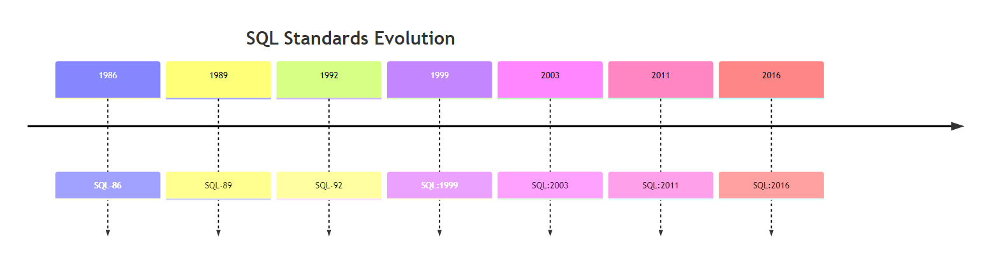 SQL Standards Evolution
1986
1989
1992
1999
2003
2011
2016
SQL-86
SQL-89
SQL-92
SQL:1999
SQL:2003
SQL:2011
SQL:2016